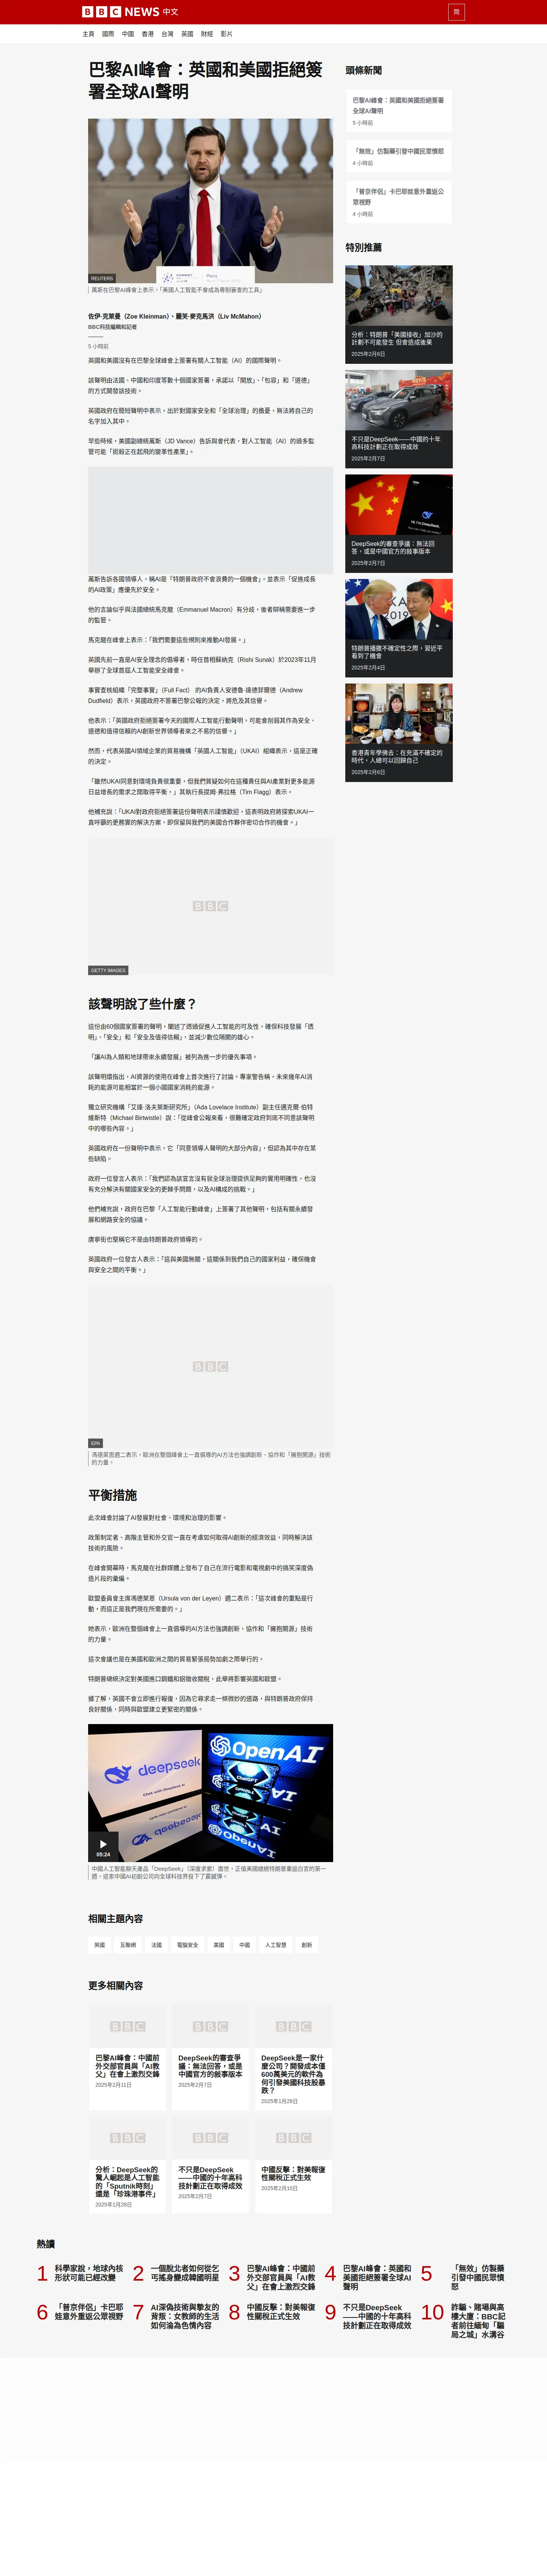 BBC NEWS 中文
简
主頁 國際 中國 香港 台灣 英國 財經 影片
巴黎AI峰會：英國和美國拒絕簽
署全球AI聲明
REUTERS
萬斯在巴黎AI峰會上表示，「美國人工智能不會成為專制審查的工具」
佐伊·克萊曼（Zoe Kleinman）、麗芙·麥克馬洪（Liv McMahon）
BBC科技編輯和記者
5 小時前
英國和美國沒有在巴黎全球峰會上簽署有關人工智能（AI）的國際聲明。
該聲明由法國、中國和印度等數十個國家簽署，承諾以「開放」、「包容」和「道德」
的方式開發該技術。
英國政府在簡短聲明中表示，出於對國家安全和「全球治理」的擔憂，無法將自己的
名字加入其中。
早些時候，美國副總統萬斯（JD Vance）告訴與會代表，對人工智能（AI）的過多監
管可能「扼殺正在起飛的變革性產業」。
萬斯告訴各國領導人，稱AI是「特朗普政府不會浪費的一個機會」，並表示「促進成長
的AI政策」應優先於安全。
他的言論似乎與法國總統馬克龍（Emmanuel Macron）有分歧，後者辯稱需要進一步
的監管。
馬克龍在峰會上表示：「我們需要這些規則來推動AI發展。」
英國先前一直是AI安全理念的倡導者，時任首相蘇納克（Rishi Sunak）於2023年11月
舉辦了全球首屆人工智能安全峰會。
事實查核組織「完整事實」（Full Fact） 的AI負責人安德魯·達德菲爾德（Andrew
Dudfield）表示，英國政府不簽署巴黎公報的決定，將危及其信譽。
他表示：「英國政府拒絕簽署今天的國際人工智能行動聲明，可能會削弱其作為安全、
道德和值得信賴的AI創新世界領導者來之不易的信譽。」
然而，代表英國AI領域企業的貿易機構「英國人工智能」（UKAI）組織表示，這是正確
的決定。
「雖然UKAI同意對環境負責很重要，但我們質疑如何在這種責任與AI產業對更多能源
日益增長的需求之間取得平衡，」其執行長提姆·弗拉格（Tim Flagg）表示。
他補充說：「UKAI對政府拒絕簽署這份聲明表示謹慎歡迎，這表明政府將探索UKAI一
直呼籲的更務實的解決方案，即保留與我們的美國合作夥伴密切合作的機會。」
BBC
GETTY IMAGES
該聲明說了些什麼？
這份由60個國家簽署的聲明，闡述了透過促進人工智能的可及性，確保科技發展「透
明」、「安全」和「安全及值得信賴」，並減少數位隔閡的雄心。
「讓AI為人類和地球帶來永續發展」被列為進一步的優先事項。
該聲明還指出，AI資源的使用在峰會上首次進行了討論。專家警告稱，未來幾年AI消
耗的能源可能相當於一個小國國家消耗的能源。
獨立研究機構「艾達·洛夫萊斯研究所」（Ada Lovelace Institute）副主任邁克爾·伯特
維斯特（Michael Birtwistle）說：「從峰會公報來看，很難確定政府到底不同意該聲明
中的哪些內容。」
英國政府在一份聲明中表示，它「同意領導人聲明的大部分內容」，但認為其中存在某
些缺陷。
政府一位發言人表示：「我們認為該宣言沒有就全球治理提供足夠的實用明確性，也沒
有充分解決有關國家安全的更棘手問題，以及AI構成的挑戰。」
他們補充說，政府在巴黎「人工智能行動峰會」上簽署了其他聲明，包括有關永續發
展和網路安全的協議。
唐寧街也堅稱它不是由特朗普政府領導的。
英國政府一位發言人表示：「這與美國無關，這關係到我們自己的國家利益，確保機會
與安全之間的平衡。」
BBC
EPA
馮德萊恩週二表示，歐洲在整個峰會上一直倡導的AI方法也強調創新、協作和「擁抱開源」技術
的力量。
平衡措施
此次峰會討論了AI發展對社會、環境和治理的影響。
政策制定者、高階主管和外交官一直在考慮如何取得AI創新的經濟效益，同時解決該
技術的風險。
在峰會開幕時，馬克龍在社群媒體上發布了自己在流行電影和電視劇中的搞笑深度偽
造片段的彙編。
歐盟委員會主席馮德萊恩（Ursula von der Leyen）週二表示：「這次峰會的重點是行
動，而這正是我們現在所需要的。」
她表示，歐洲在整個峰會上一直倡導的AI方法也強調創新、協作和「擁抱開源」技術
的力量。
這次會議也是在美國和歐洲之間的貿易緊張局勢加劇之際舉行的。
特朗普總統決定對美國進口鋼鐵和鋁徵收關稅，此舉將影響英國和歐盟。
據了解，英國不會立即進行報復，因為它尋求走一條微妙的道路，與特朗普政府保持
良好關係，同時與歐盟建立更緊密的關係。
deepseek
OpenAI
05:24
中國人工智能聊天產品「DeepSeek」（深度求索）面世，正值美國總統特朗普重返白宮的第一
週，這家中國AI初創公司向全球科技界投下了震撼彈。
相關主題內容
英國 互聯網 法國 電腦安全 美國 中國 人工智慧 創新
更多相關內容
巴黎AI峰會：中國前
外交部官員與「AI教
父」在會上激烈交鋒
2025年2月11日
DeepSeek的審查爭
議：無法回答，或是
中國官方的敍事版本
2025年2月7日
DeepSeek是一家什
麼公司？開發成本僅
600萬美元的軟件為
何引發美國科技股暴
跌？
2025年1月28日
分析：DeepSeek的
驚人崛起是人工智能
的「Sputnik時刻」
還是「珍珠港事件」
2025年1月28日
不只是DeepSeek
——中國的十年高科
技計劃正在取得成效
2025年2月7日
中國反擊：對美報復
性關稅正式生效
2025年2月10日
頭條新聞
巴黎AI峰會：英國和美國拒絕簽署
全球AI聲明
5 小時前
「無效」仿製藥引發中國民眾憤怒
4 小時前
「普京伴侶」卡巴耶娃意外重返公
眾視野
4 小時前
特別推薦
分析：特朗普「美國接收」加沙的
計劃不可能發生 但會造成後果
2025年2月6日
不只是DeepSeek——中國的十年
高科技計劃正在取得成效
2025年2月7日
DeepSeek的審查爭議：無法回
答，或是中國官方的敍事版本
2025年2月7日
特朗普播撒不確定性之際，習近平
看到了機會
2025年2月4日
香港青年學佛去：在充滿不確定的
時代，人總可以回歸自己
2025年2月6日
熱讀
1 科學家說，地球內核
形狀可能已經改變
2 一個脫北者如何從乞
丐搖身變成韓國明星
3 巴黎AI峰會：中國前
外交部官員與「AI教
父」在會上激烈交鋒
4 巴黎AI峰會：英國和
美國拒絕簽署全球AI
聲明
5 「無效」仿製藥
引發中國民眾憤
怒
6 「普京伴侶」卡巴耶
娃意外重返公眾視野
7 AI深偽技術與摯友的
背叛：女教師的生活
如何淪為色情內容
8 中國反擊：對美報復
性關稅正式生效
9 不只是DeepSeek
——中國的十年高科
技計劃正在取得成效
10 詐騙、賭場與高
樓大廈：BBC記
者前往緬甸「騙
局之城」水溝谷